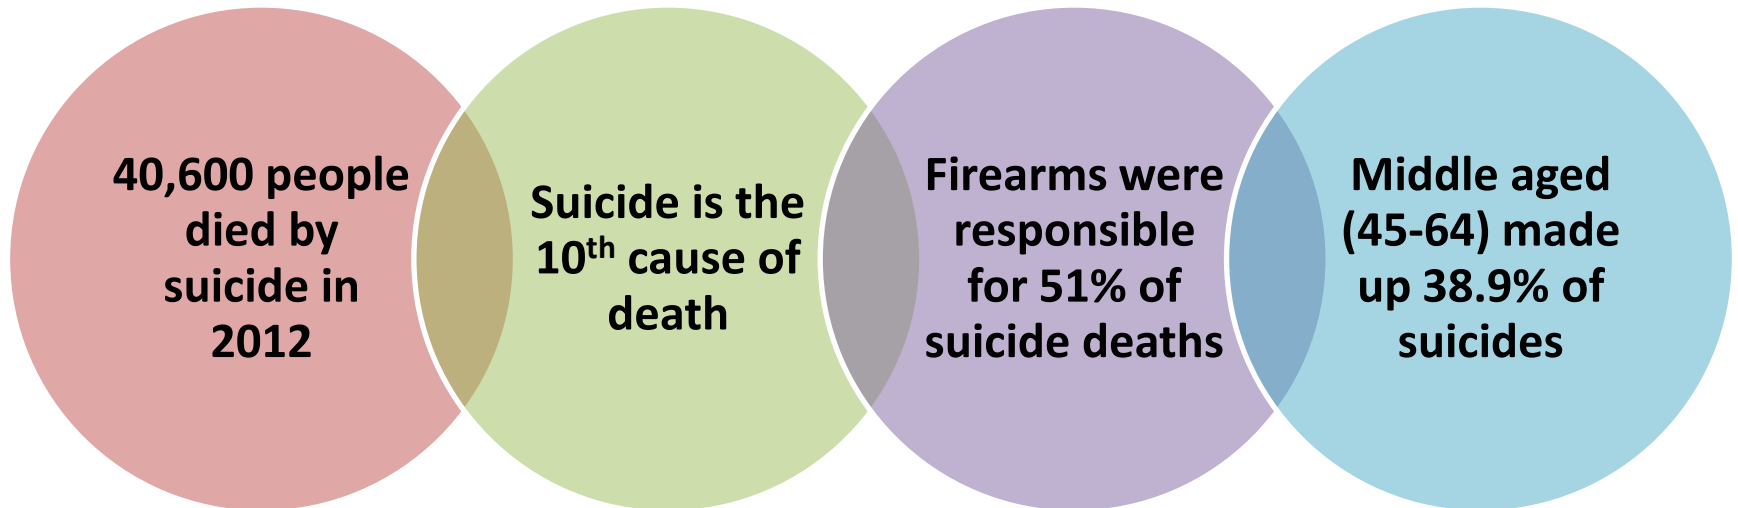 40,600 people
died by
suicide in
2012
Suicide is the
10th cause of
death
Firearms were
responsible
for 51% of
suicide deaths
Middle aged
(45-64) made
up 38.9% of
suicides